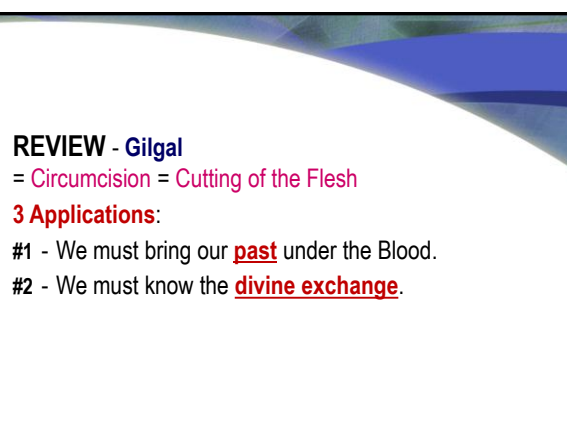 REVIEW - Gilgal
= Circumcision = Cutting of the Flesh
3 Applications:
#1 - We must bring our past under the Blood.
#2 - We must know the divine exchange.